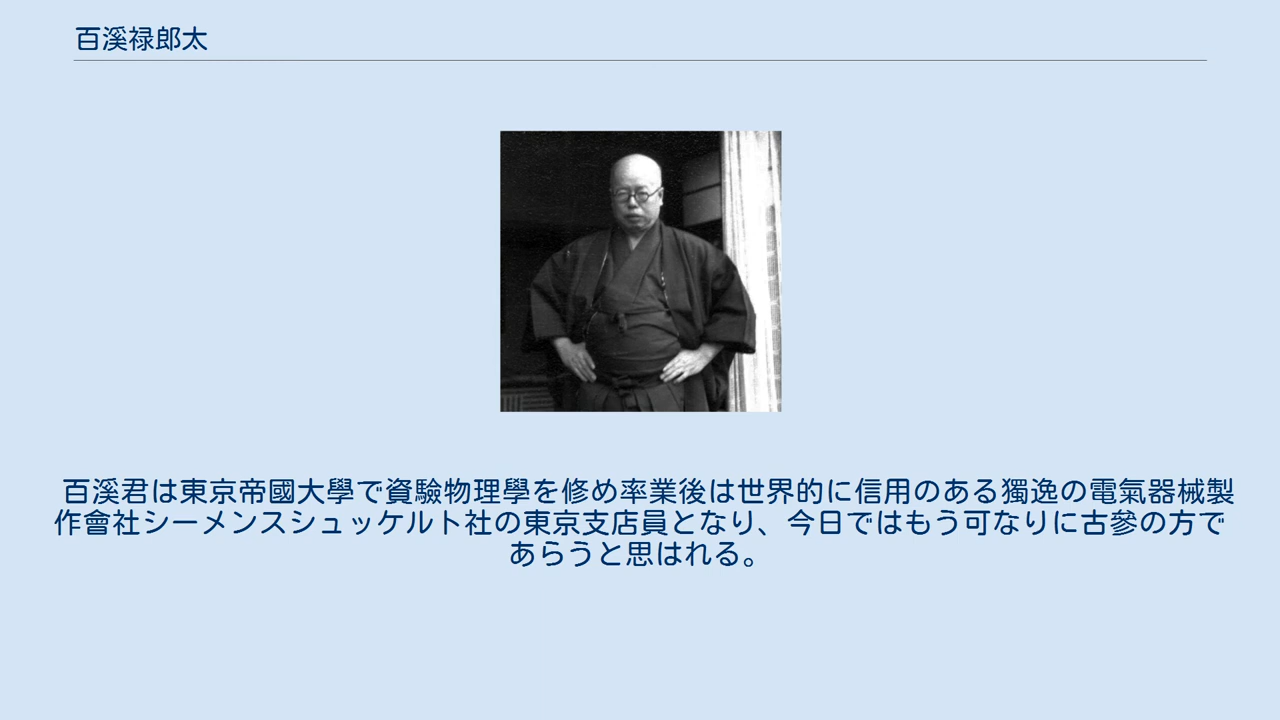 百溪禄郎太
百溪君は東京帝國大學で資驗物理學を修め率業後は世界的に信用のある獨逸の電氣器械製
作會社シーメンスシュッケルト社の東京支店員となり、今日ではもう可なりに古參の方で
あらうと思はれる。